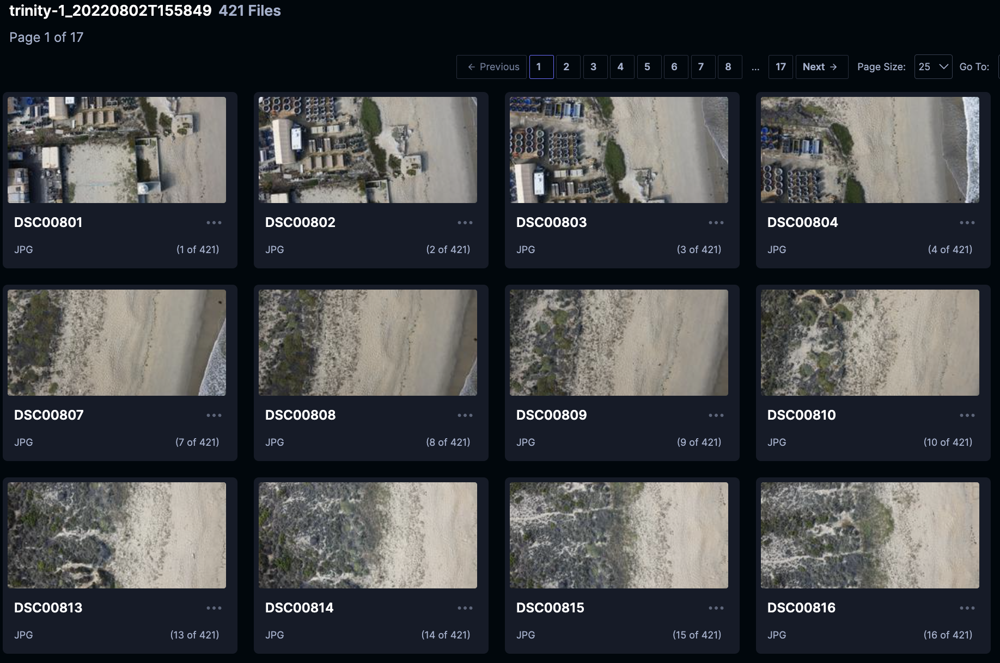 trinity-1_20220802T155849 421 Files
Page 1 of 17
← Previous 1 2 3 4 5 6 7 8 ... 17 Next → Page Size: 25 Go To:
DSC00801 ...
JPG (1 of 421)
DSC00802 ...
JPG (2 of 421)
DSC00803 ...
JPG (3 of 421)
DSC00804 ...
JPG (4 of 421)
DSC00807 ...
JPG (7 of 421)
DSC00808 ...
JPG (8 of 421)
DSC00809 ...
JPG (9 of 421)
DSC00810 ...
JPG (10 of 421)
DSC00813 ...
JPG (13 of 421)
DSC00814 ...
JPG (14 of 421)
DSC00815 ...
JPG (15 of 421)
DSC00816 ...
JPG (16 of 421)